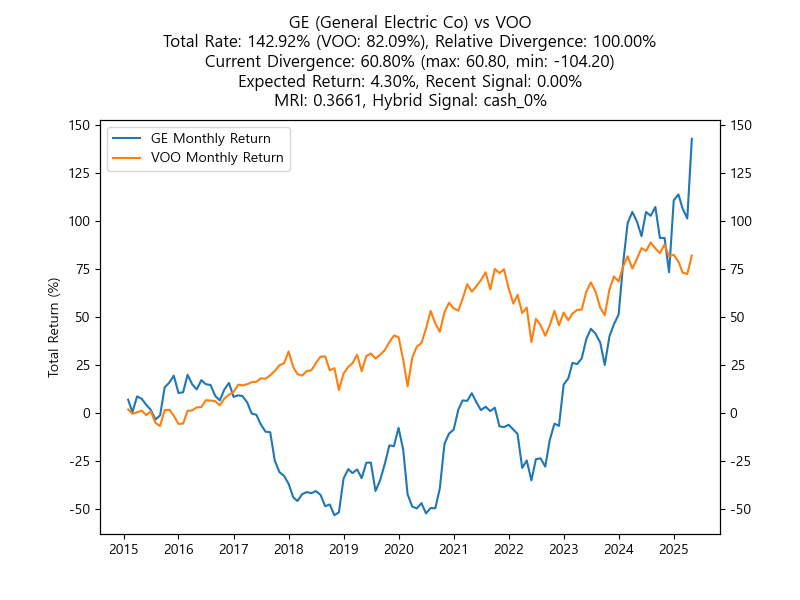 GE (General Electric Co) vs VOO
Total Rate: 142.92% (VOO: 82.09%), Relative Divergence: 100.00%
Current Divergence: 60.80% (max: 60.80, min: -104.20)
Expected Return: 4.30%, Recent Signal: 0.00%
MRI: 0.3661, Hybrid Signal: cash_0%
GE Monthly Return
VOO Monthly Return
Total Return (%)
150
125
100
75
50
25
0
-25
-50
150
125
100
75
50
25
0
-25
-50
2015 2016 2017 2018 2019 2020 2021 2022 2023 2024 2025